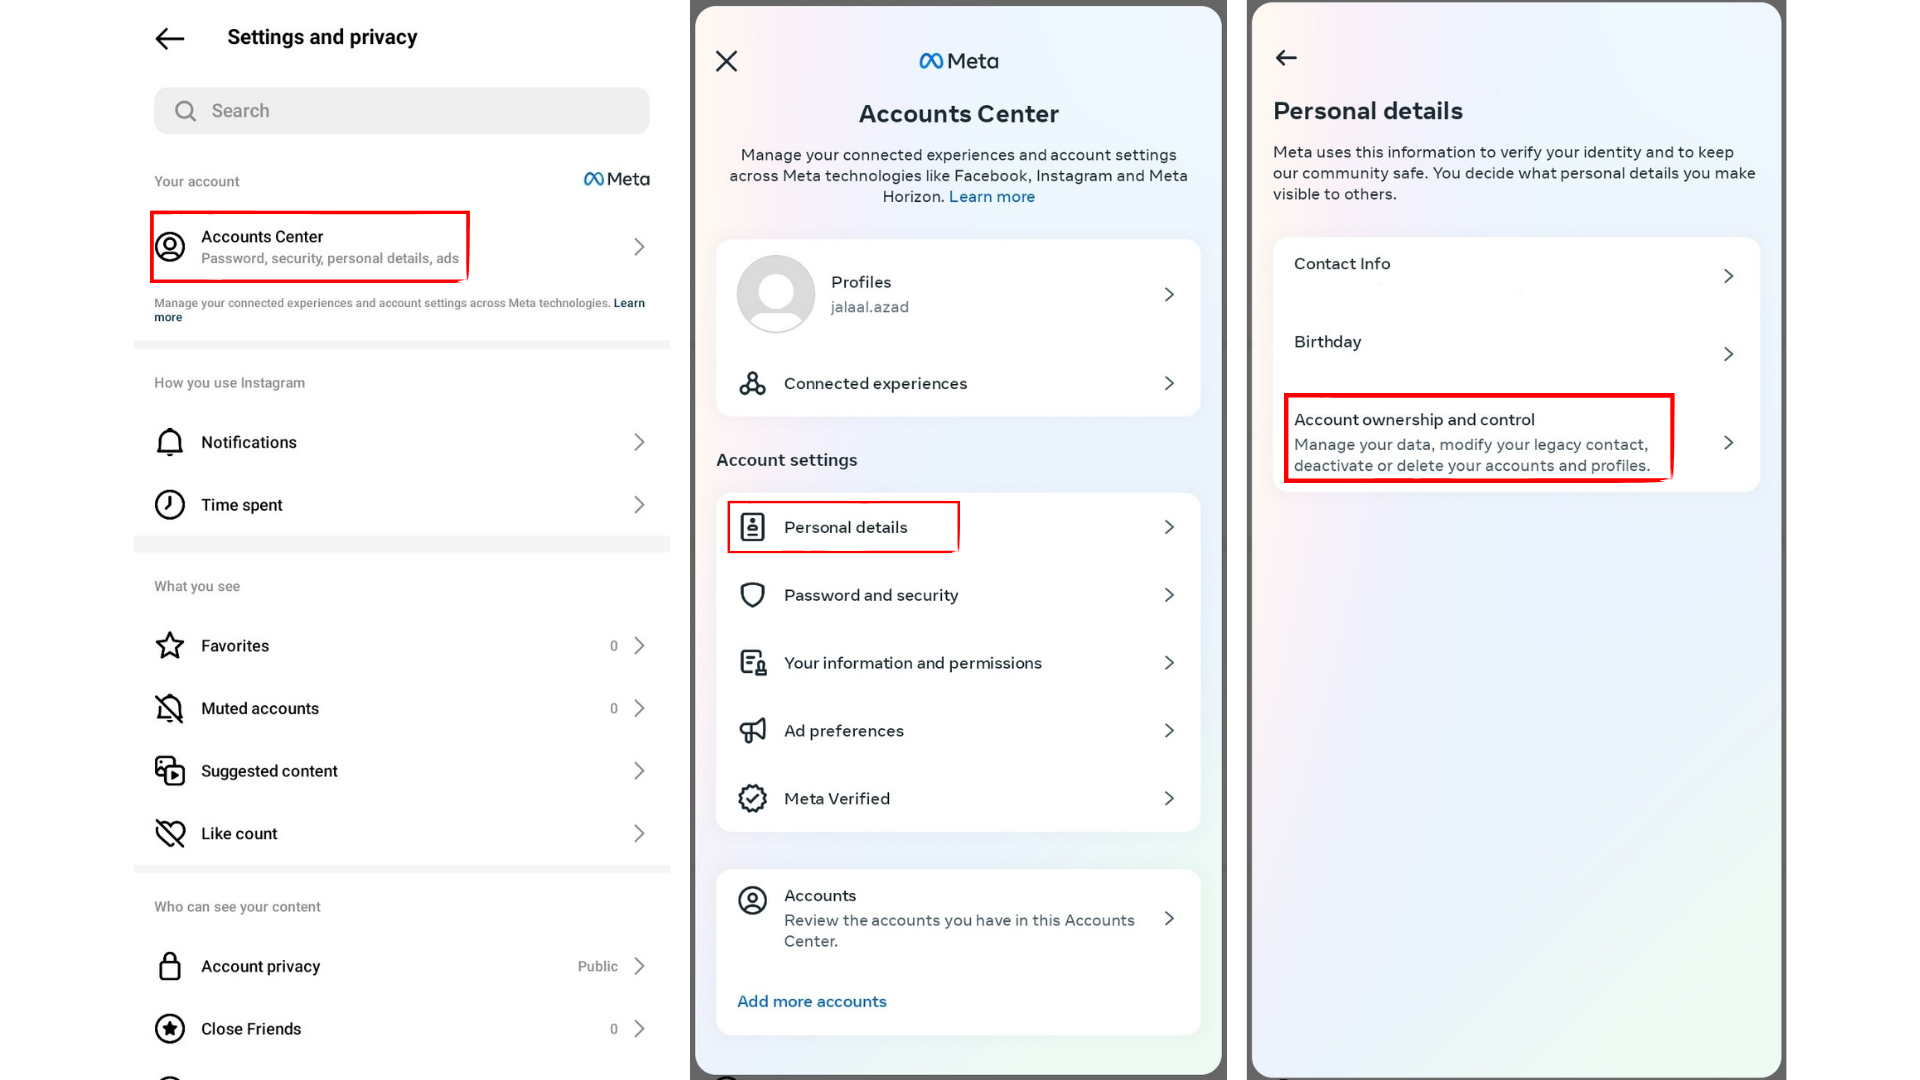 Settings and privacy
Search
Your account
Meta
Accounts Center
Password, security, personal details, ads
Manage your connected experiences and account settings across Meta technologies. Learn
more
How you use Instagram
Notifications
Time spent
What you see
Favorites 0
Muted accounts 0
Suggested content
Like count
Who can see your content
Account privacy Public
Close Friends 0
Meta
Accounts Center
Manage your connected experiences and account settings
across Meta technologies like Facebook, Instagram and Meta
Horizon. Learn more
Profiles
jalaal.azad
Connected experiences
Account settings
Personal details
Password and security
Your information and permissions
Ad preferences
Meta Verified
Accounts
Review the accounts you have in this Accounts
Center.
Add more accounts
Personal details
Meta uses this information to verify your identity and to keep
our community safe. You decide what personal details you make
visible to others.
Contact Info
Birthday
Account ownership and control
Manage your data, modify your legacy contact,
deactivate or delete your accounts and profiles.